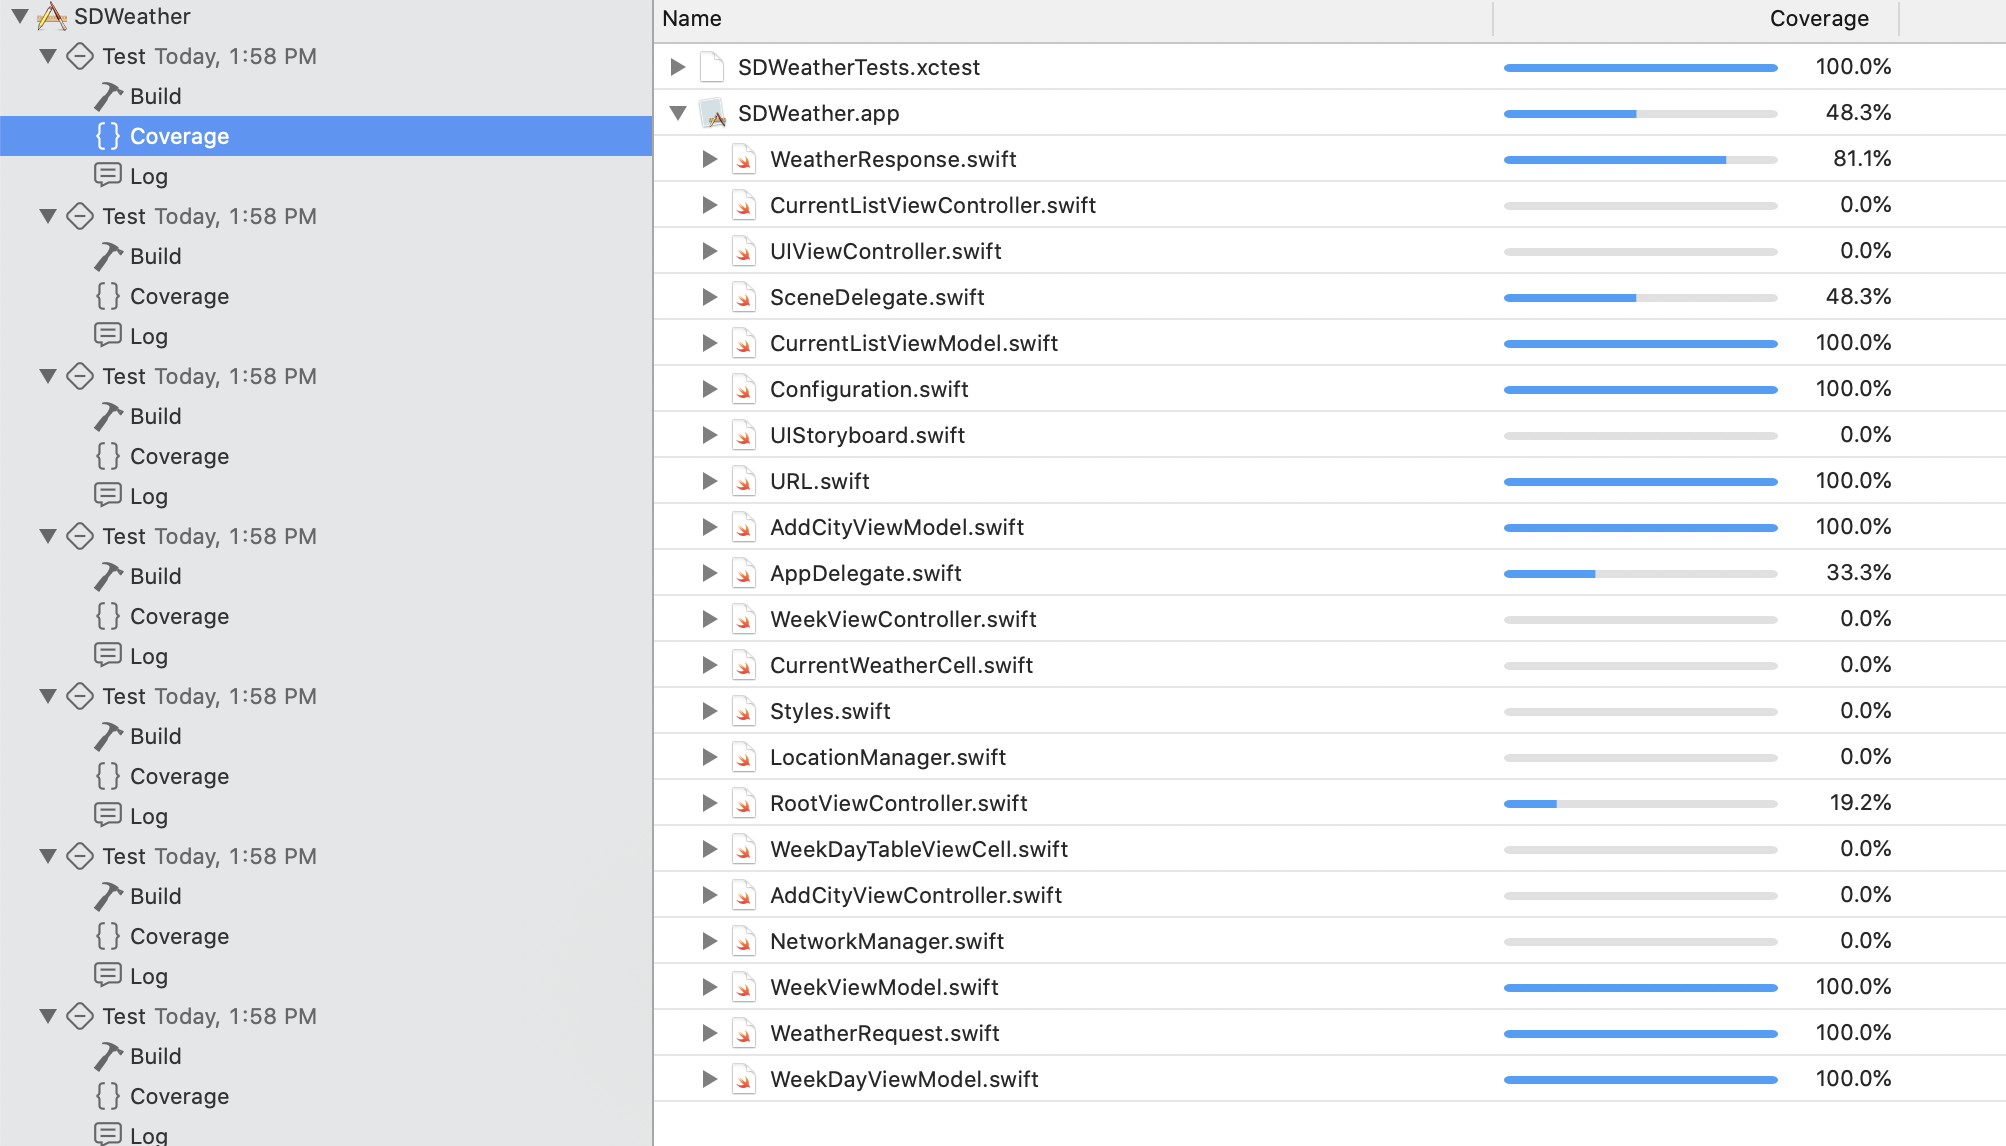 SDWeather
Test Today, 1:58 PM
Build
Coverage
Log
Test Today, 1:58 PM
Build
Coverage
Log
Test Today, 1:58 PM
Build
Coverage
Log
Test Today, 1:58 PM
Build
Coverage
Log
Test Today, 1:58 PM
Build
Coverage
Log
Test Today, 1:58 PM
Build
Coverage
Log
Test Today, 1:58 PM
Build
Coverage
Log
Name Coverage
SDWeatherTests.xctest 100.0%
SDWeather.app 48.3%
WeatherResponse.swift 81.1%
CurrentListViewController.swift 0.0%
UIViewController.swift 0.0%
SceneDelegate.swift 48.3%
CurrentListViewModel.swift 100.0%
Configuration.swift 100.0%
UIStoryboard.swift 0.0%
URL.swift 100.0%
AddCityViewModel.swift 100.0%
AppDelegate.swift 33.3%
WeekViewController.swift 0.0%
CurrentWeatherCell.swift 0.0%
Styles.swift 0.0%
LocationManager.swift 0.0%
RootViewController.swift 19.2%
WeekDayTableViewCell.swift 0.0%
AddCityViewController.swift 0.0%
NetworkManager.swift 0.0%
WeekViewModel.swift 100.0%
WeatherRequest.swift 100.0%
WeekDayViewModel.swift 100.0%